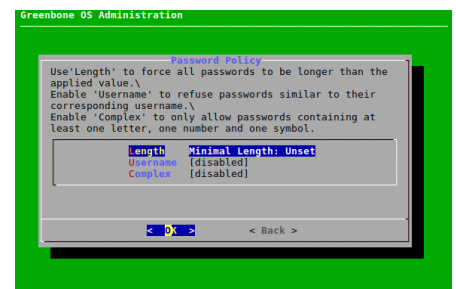 Greenbone OS Administration
Password Policy
Use'Length' to force all passwords to be longer than the
applied value.\
Enable 'Username' to refuse passwords similar to their
corresponding username.\
Enable 'Complex' to only allow passwords containing at
least one letter, one number and one symbol.
Length Minimal Length: Unset
Username [disabled]
Complex [disabled]
< OK > < Back >